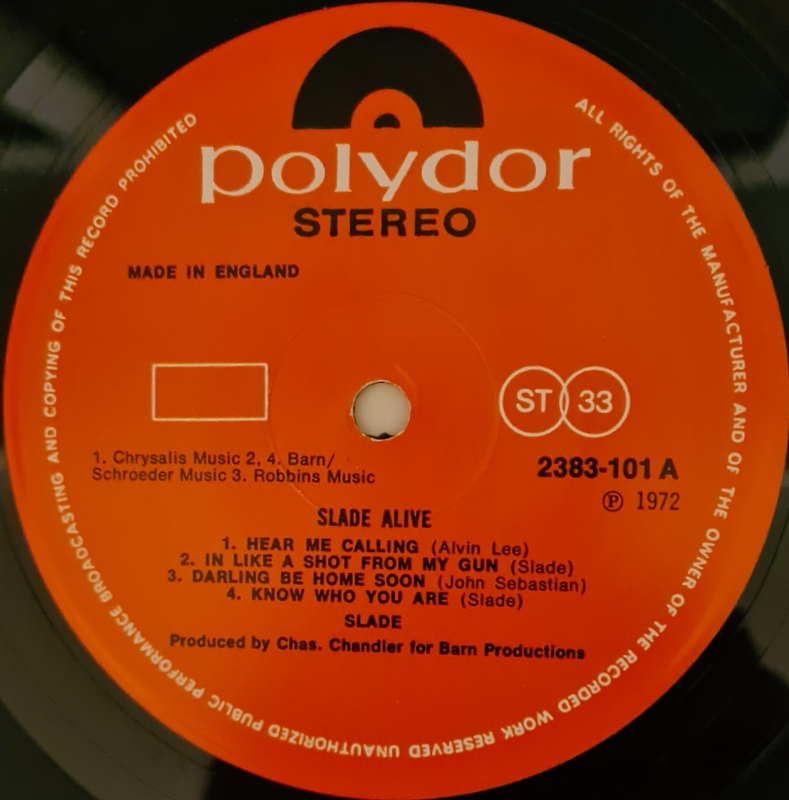 polydor
STEREO
MADE IN ENGLAND
ST 33
1. Chrysalis Music 2, 4. Barn/
Schroeder Music 3. Robbins Music
2383-101 A
℗ 1972
SLADE ALIVE
1. HEAR ME CALLING (Alvin Lee)
2. IN LIKE A SHOT FROM MY GUN (Slade)
3. DARLING BE HOME SOON (John Sebastian)
4. KNOW WHO YOU ARE (Slade)
SLADE
Produced by Chas. Chandler for Barn Productions
ALL RIGHTS OF THE MANUFACTURER AND OF THE OWNER OF THE RECORDED WORK RESERVED UNAUTHORIZED PUBLIC PERFORMANCE BROADCASTING AND COPYING OF THIS RECORD PROHIBITED